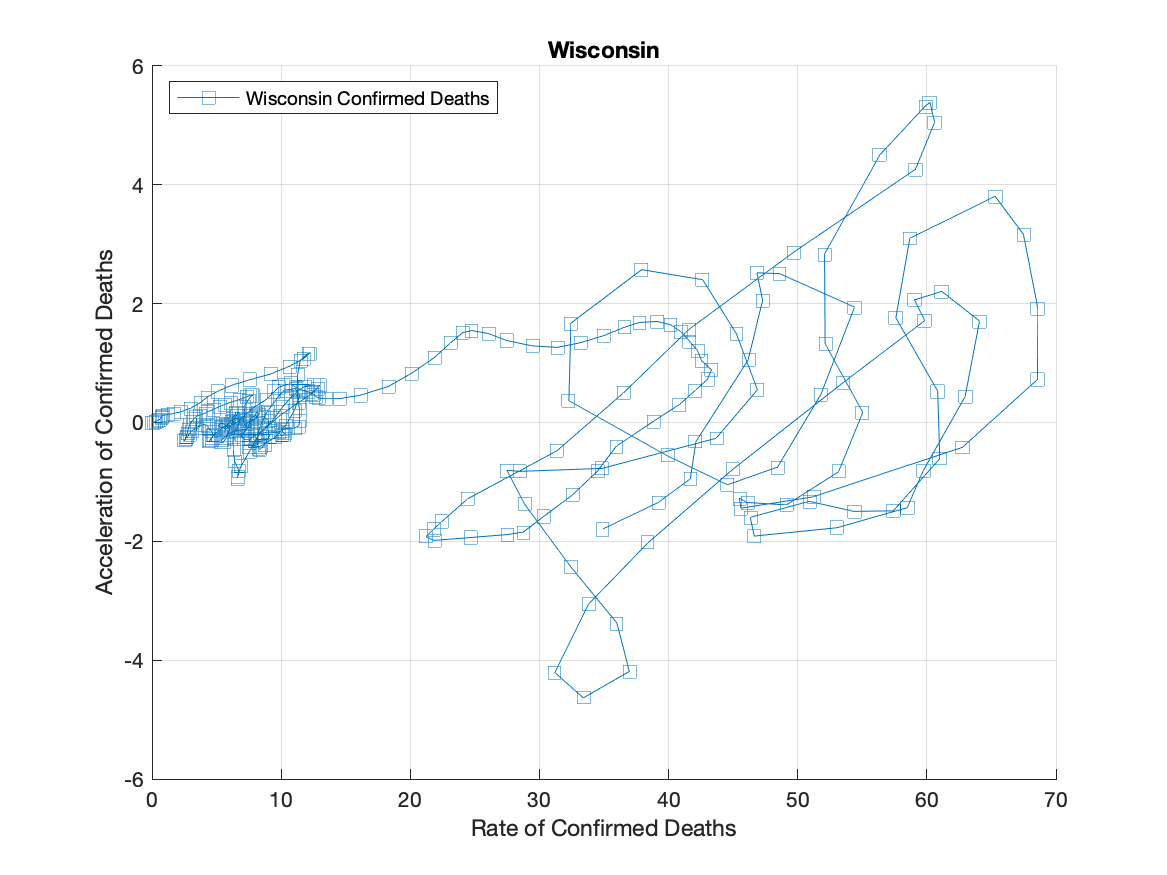 Wisconsin
Wisconsin Confirmed Deaths
6
4
2
0
-2
-4
-6
0 10 20 30 40 50 60 70
Acceleration of Confirmed Deaths
Rate of Confirmed Deaths